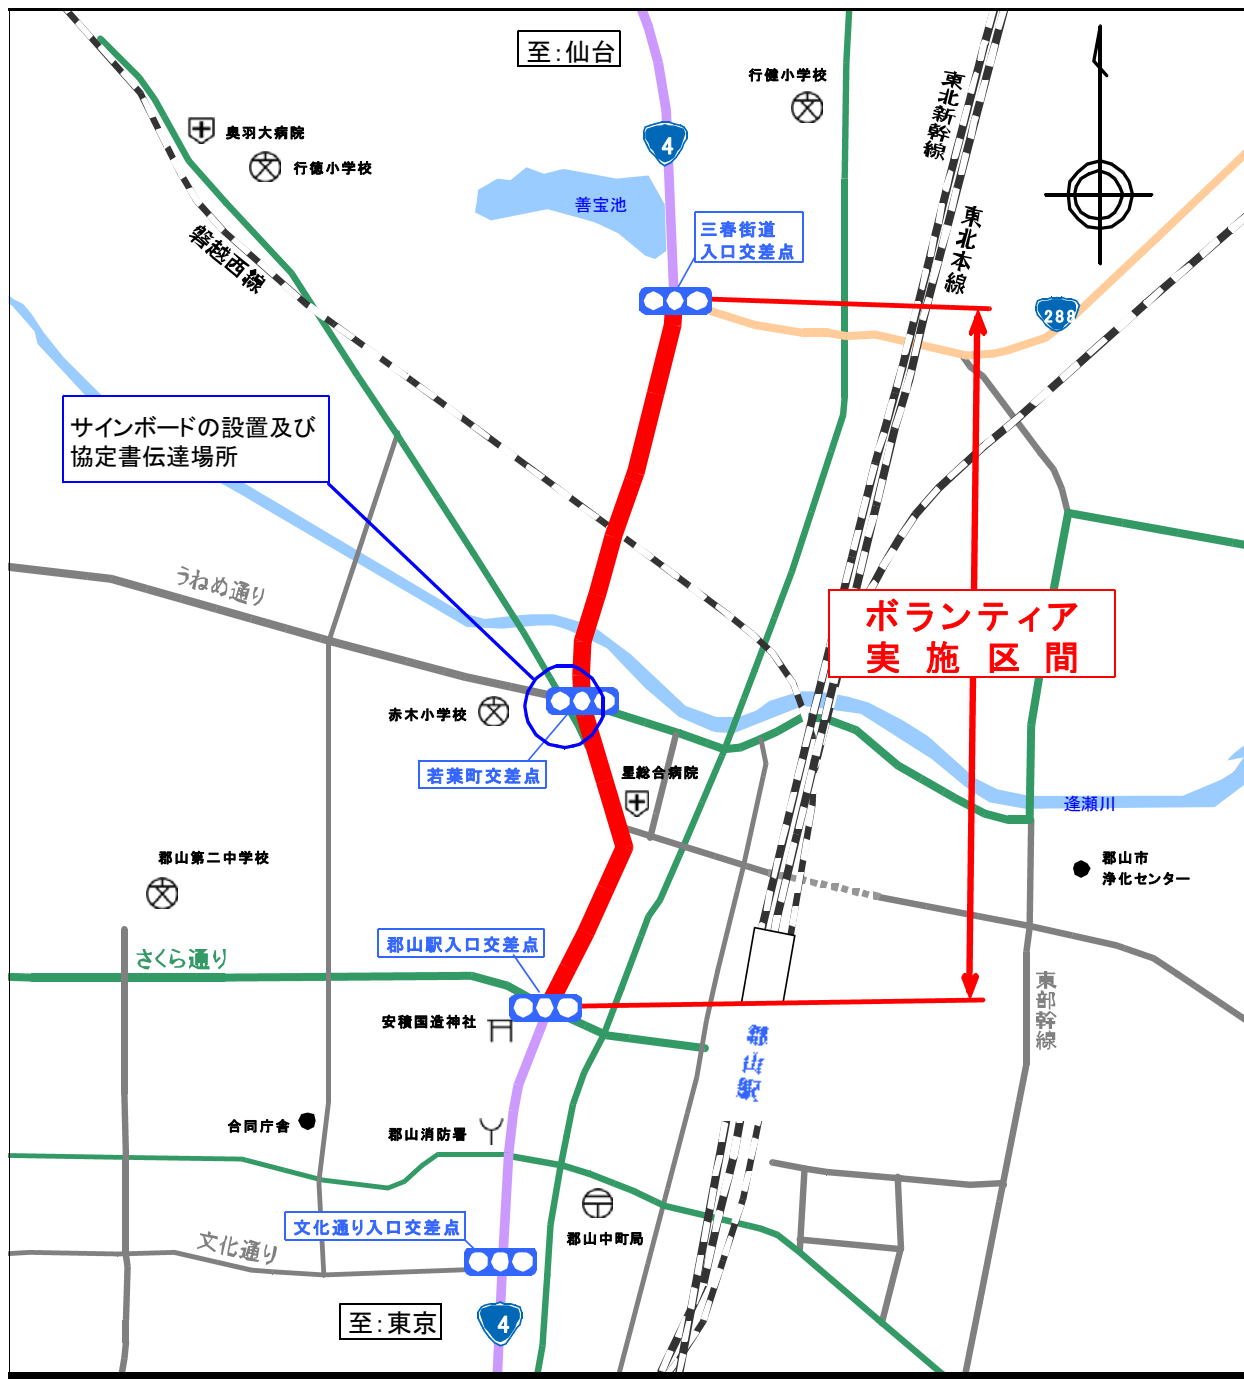 至:仙台
行健小学校
東北新幹線
4
奥羽大病院
行徳小学校
善宝池
三春街道
入口交差点
東北本線
磐越西線
288
サインボードの設置及び
協定書伝達場所
うねめ通り
ボランティア
実施区間
赤木小学校
若葉町交差点
星総合病院
逢瀬川
郡山第二中学校
郡山市
浄化センター
郡山駅入口交差点
さくら通り
東部幹線
安積国造神社
郡山駅
合同庁舎
郡山消防署
文化通り入口交差点
文化通り
郡山中町局
至:東京
4